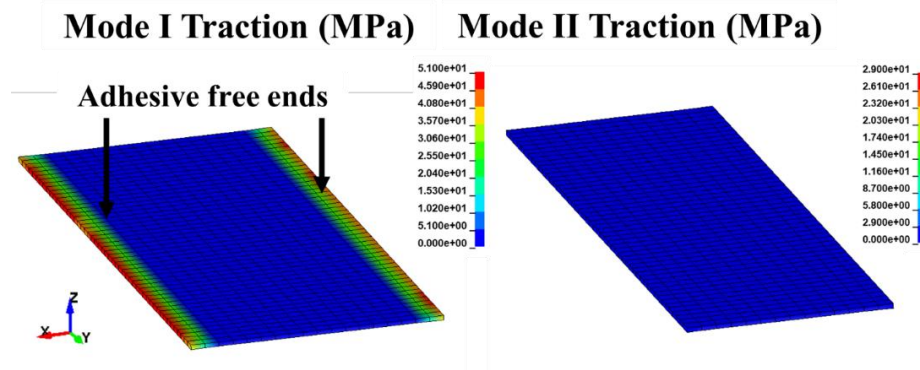 Mode I Traction (MPa)
Mode II Traction (MPa)
Adhesive free ends
5.100e+01
4.590e+01
4.080e+01
3.570e+01
3.060e+01
2.550e+01
2.040e+01
1.530e+01
1.020e+01
5.100e+00
0.000e+00
2.900e+01
2.610e+01
2.320e+01
2.030e+01
1.740e+01
1.450e+01
1.160e+01
8.700e+00
5.800e+00
2.900e+00
0.000e+00
Z
X
Y